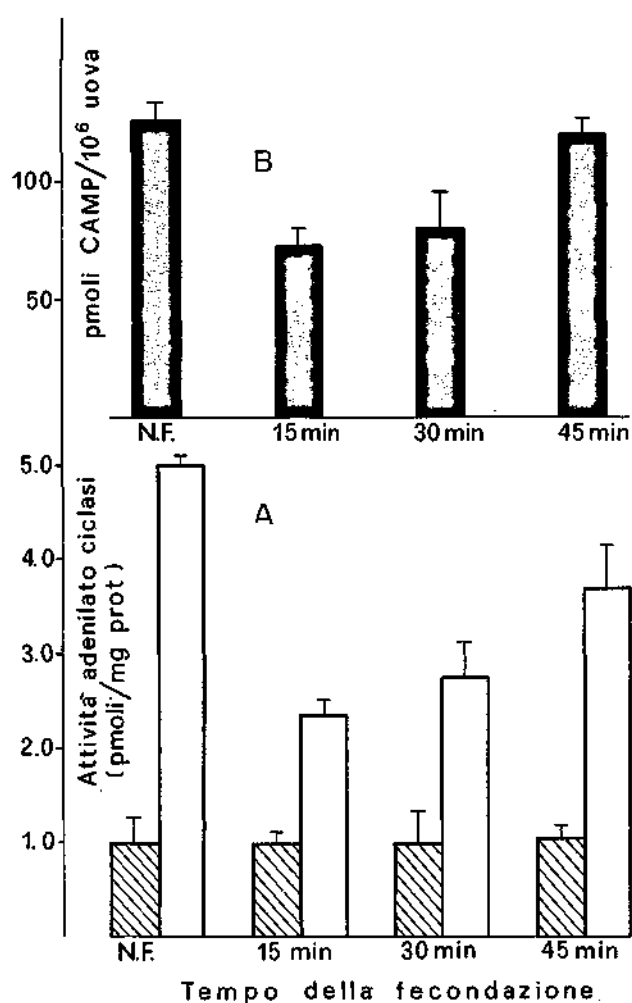 pmoli CAMP/10⁶ uova
100
50
B
N.F. 15 min 30 min 45 min
Attività adenilato ciclasi
(pmoli/mg prot)
5.0
4.0
3.0
2.0
1.0
A
N.F. 15 min 30 min 45 min
Tempo della fecondazione